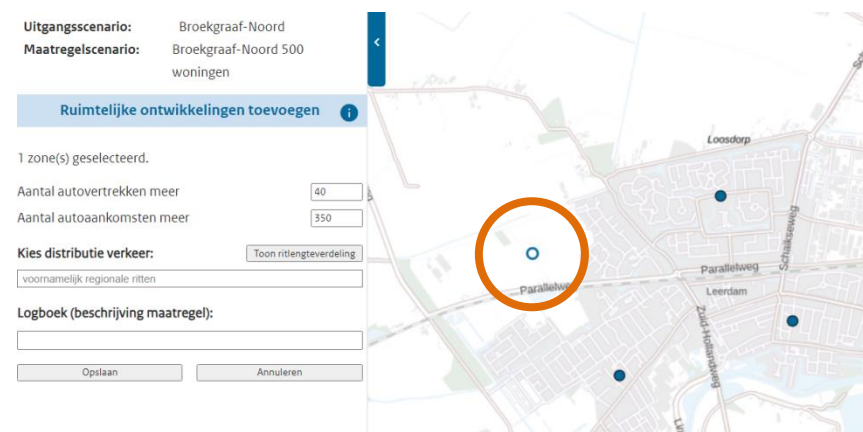 Uitgangsscenario: Broekgraaf-Noord
Maatregelscenario: Broekgraaf-Noord 500
woningen
Ruimtelijke ontwikkelingen toevoegen i
1 zone(s) geselecteerd.
Aantal autovertrekken meer 40
Aantal autoaankomsten meer 350
Kies distributie verkeer: Toon ritlengteverdeling
voornamelijk regionale ritten
Logboek (beschrijving maatregel):
Opslaan Annuleren
Loosdorp
Schaikseweg
Parallelweg
Parallelweg
Leerdam
Zuid-Hollandweg